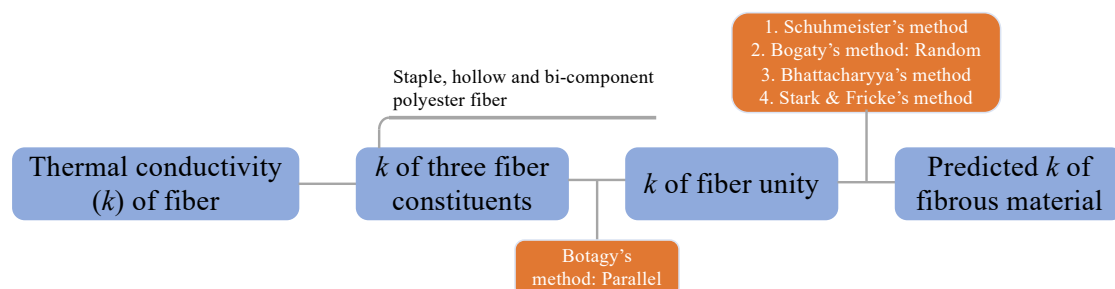 1. Schuhmeister's method
2. Bogaty's method: Random
3. Bhattacharyya's method
4. Stark & Fricke's method
Staple, hollow and bi-component
polyester fiber
Thermal conductivity
(k) of fiber
k of three fiber
constituents
k of fiber unity
Predicted k of
fibrous material
Botagy's
method: Parallel